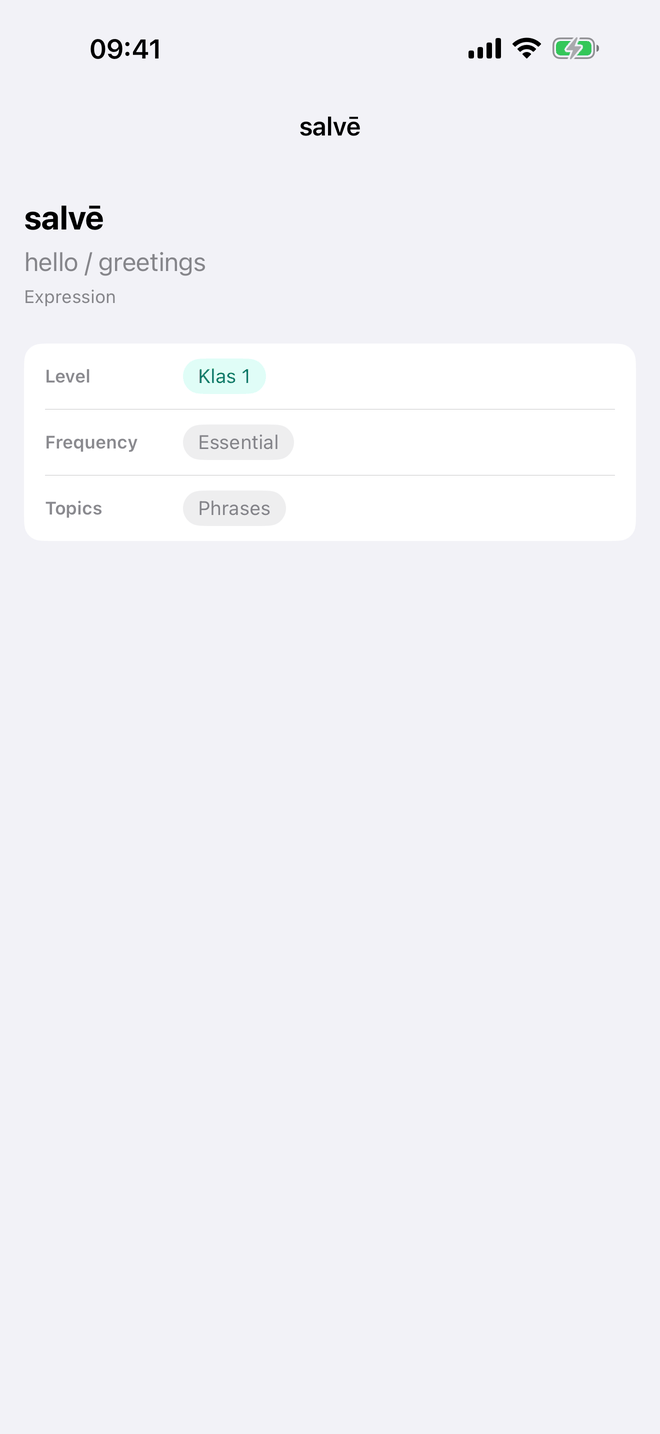 09:41
salvē
salvē
hello / greetings
Expression
Level Klas 1
Frequency Essential
Topics Phrases